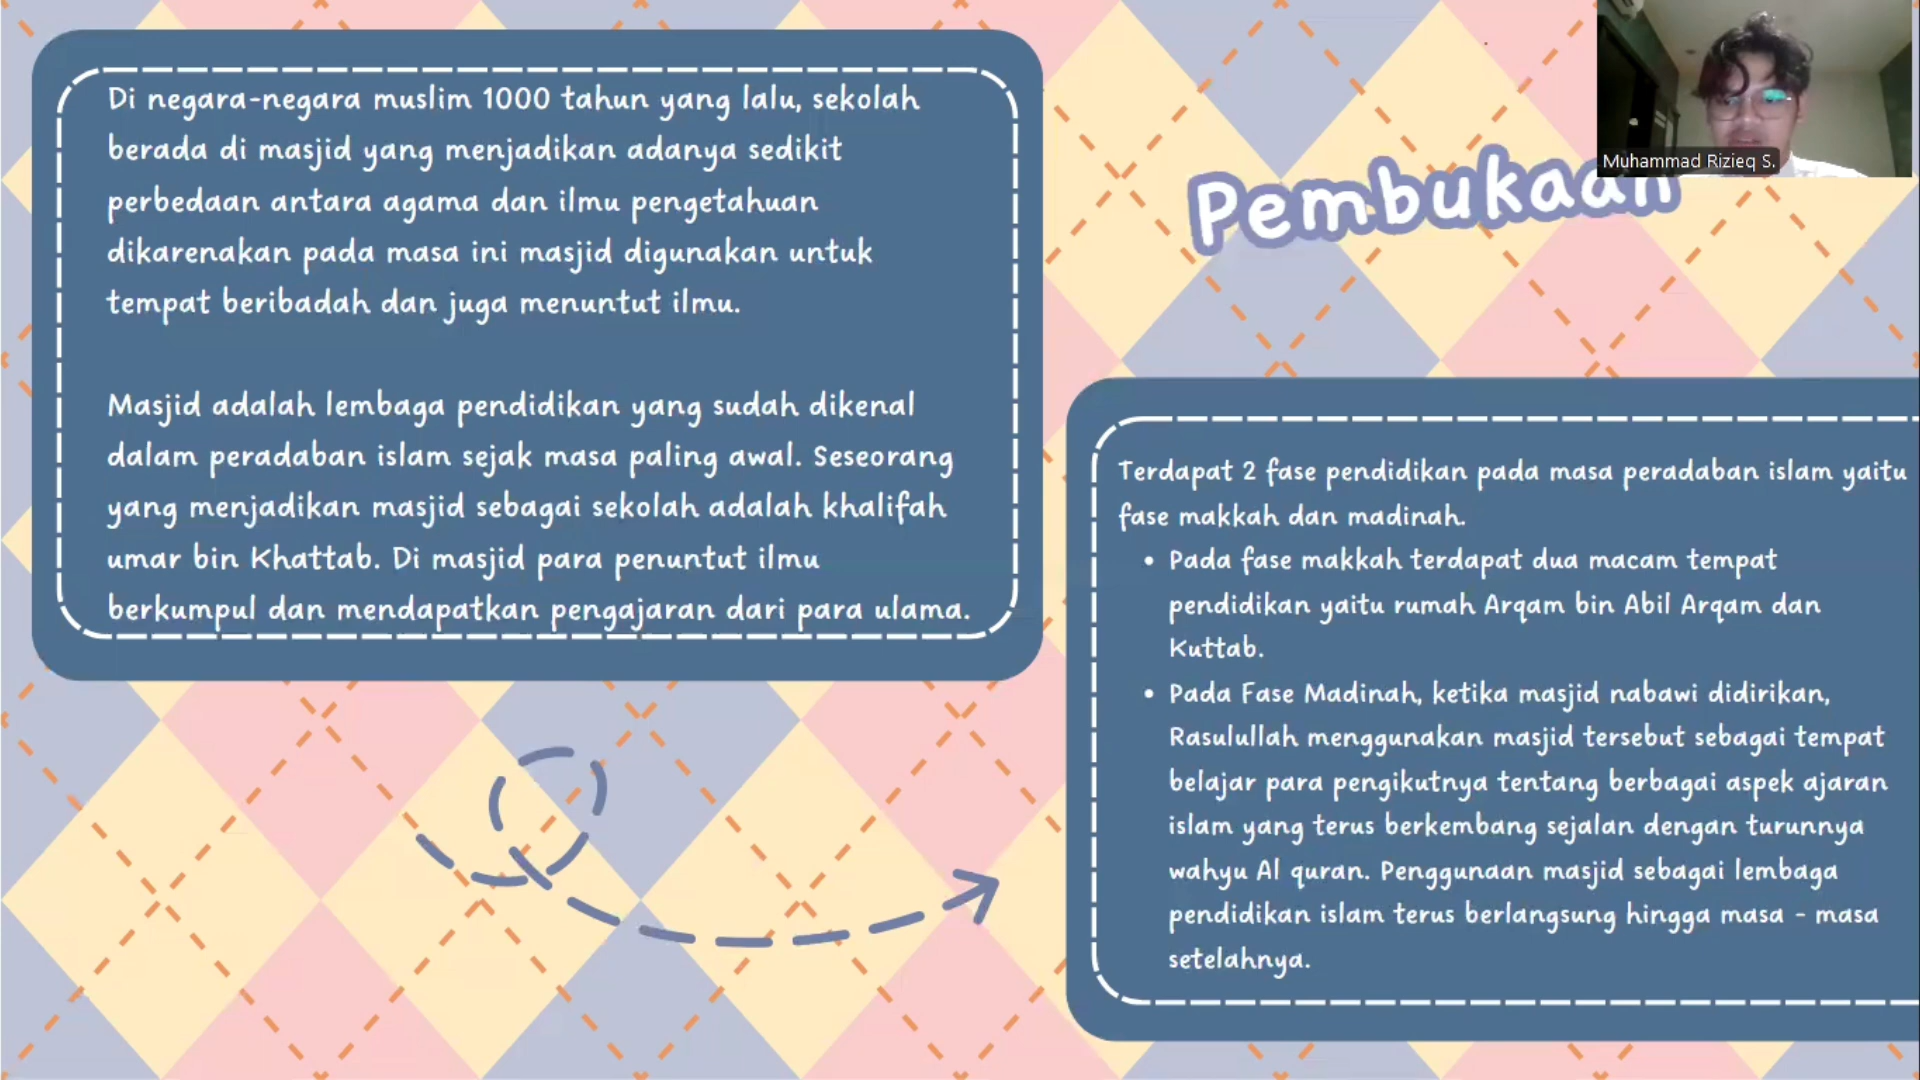 Di negara-negara muslim 1000 tahun yang lalu, sekolah
berada di masjid yang menjadikan adanya sedikit
perbedaan antara agama dan ilmu pengetahuan
dikarenakan pada masa ini masjid digunakan untuk
tempat beribadah dan juga menuntut ilmu.
Masjid adalah lembaga pendidikan yang sudah dikenal
dalam peradaban islam sejak masa paling awal. Seseorang
yang menjadikan masjid sebagai sekolah adalah khalifah
umar bin Khattab. Di masjid para penuntut ilmu
berkumpul dan mendapatkan pengajaran dari para ulama.
Muhammad Rizieq S.
Pembukaan
Terdapat 2 fase pendidikan pada masa peradaban islam yaitu
fase makkah dan madinah.
• Pada fase makkah terdapat dua macam tempat
pendidikan yaitu rumah Arqam bin Abil Arqam dan
Kuttab.
• Pada Fase Madinah, ketika masjid nabawi didirikan,
Rasulullah menggunakan masjid tersebut sebagai tempat
belajar para pengikutnya tentang berbagai aspek ajaran
islam yang terus berkembang sejalan dengan turunnya
wahyu Al quran. Penggunaan masjid sebagai lembaga
pendidikan islam terus berlangsung hingga masa - masa
setelahnya.